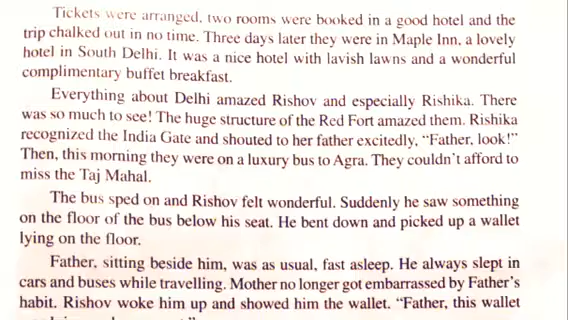 Tickets were arranged, two rooms were booked in a good hotel and the
trip chalked out in no time. Three days later they were in Maple Inn, a lovely
hotel in South Delhi. It was a nice hotel with lavish lawns and a wonderful
complimentary buffet breakfast.
Everything about Delhi amazed Rishov and especially Rishika. There
was so much to see! The huge structure of the Red Fort amazed them. Rishika
recognized the India Gate and shouted to her father excitedly, “Father, look!”
Then, this morning they were on a luxury bus to Agra. They couldn’t afford to
miss the Taj Mahal.
The bus sped on and Rishov felt wonderful. Suddenly he saw something
on the floor of the bus below his seat. He bent down and picked up a wallet
lying on the floor.
Father, sitting beside him, was as usual, fast asleep. He always slept in
cars and buses while travelling. Mother no longer got embarrassed by Father’s
habit. Rishov woke him up and showed him the wallet. “Father, this wallet